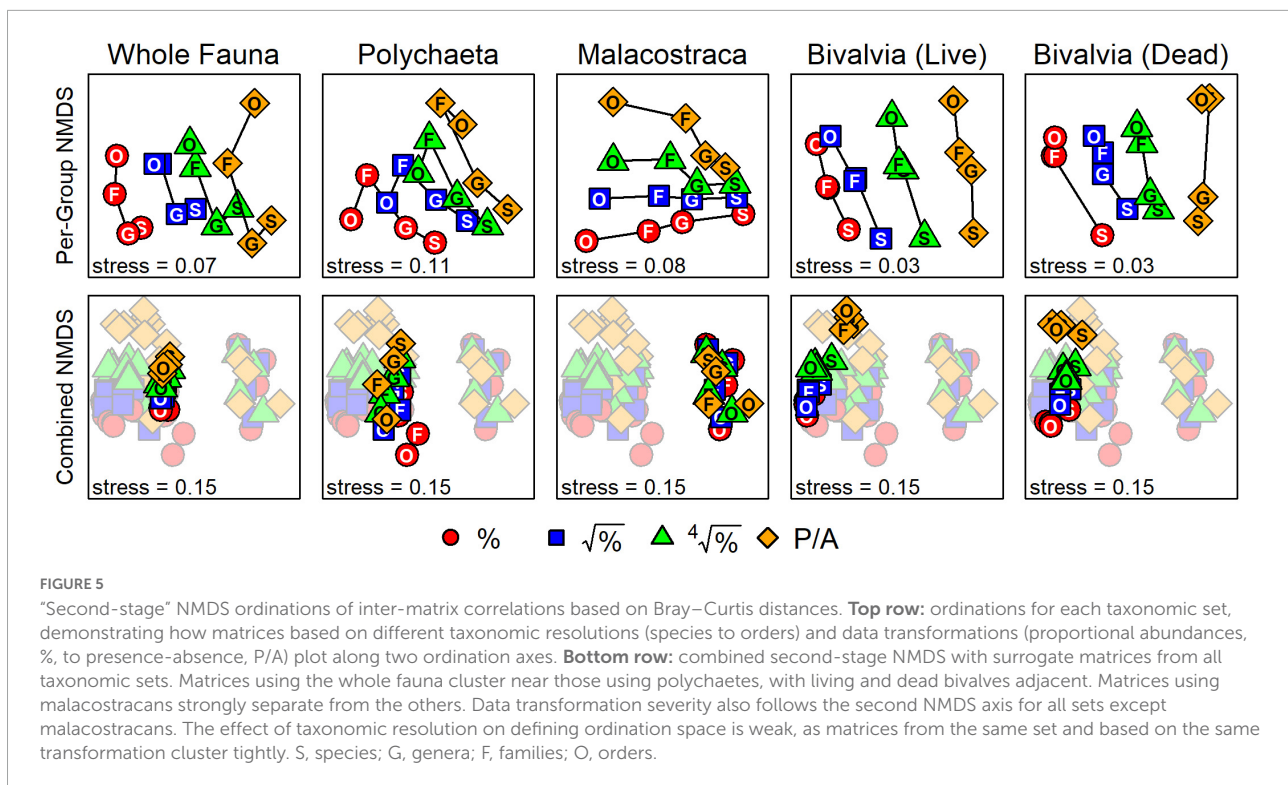 Whole Fauna Polychaeta Malacostraca Bivalvia (Live) Bivalvia (Dead)
Per-Group NMDS
O F G S O G S O F G S O F G S
stress = 0.07
F O G S O F G S F O G S F O G S
stress = 0.11
O F G S O F G S O F G S O F G S
stress = 0.08
O F S O F S O F S O F G S
stress = 0.03
O F S O F G S O F G S O G S
stress = 0.03
Combined NMDS
O O
stress = 0.15
S G F O F F O
stress = 0.15
S G F O O
stress = 0.15
O F O S F O
stress = 0.15
O S O S O O
stress = 0.15
% √% ⁴√% P/A
FIGURE 5
"Second-stage" NMDS ordinations of inter-matrix correlations based on Bray–Curtis distances. Top row: ordinations for each taxonomic set,
demonstrating how matrices based on different taxonomic resolutions (species to orders) and data transformations (proportional abundances,
%, to presence-absence, P/A) plot along two ordination axes. Bottom row: combined second-stage NMDS with surrogate matrices from all
taxonomic sets. Matrices using the whole fauna cluster near those using polychaetes, with living and dead bivalves adjacent. Matrices using
malacostracans strongly separate from the others. Data transformation severity also follows the second NMDS axis for all sets except
malacostracans. The effect of taxonomic resolution on defining ordination space is weak, as matrices from the same set and based on the same
transformation cluster tightly. S, species; G, genera; F, families; O, orders.